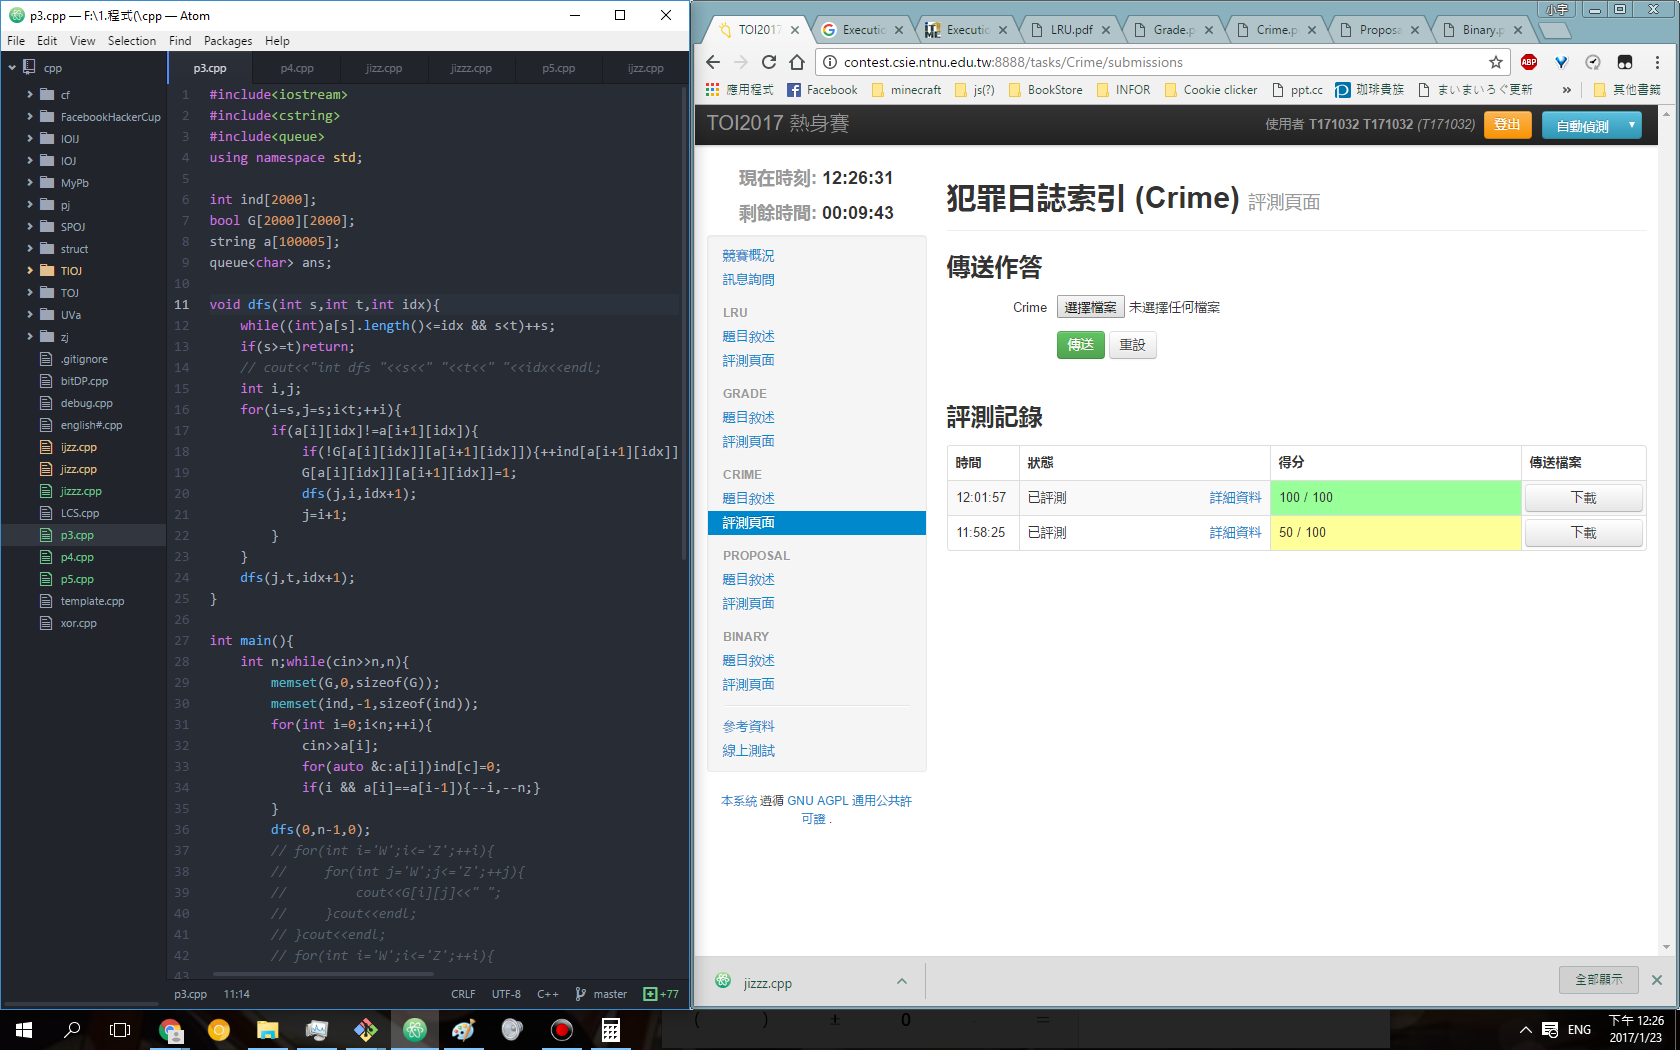 p3.cpp — F:\1.程式(\cpp — Atom
File Edit View Selection Find Packages Help
cpp
cf
FacebookHackerCup
IOIJ
IOJ
MyPb
pj
SPOJ
struct
TIOJ
TOJ
UVa
zj
.gitignore
bitDP.cpp
debug.cpp
english#.cpp
ijzz.cpp
jizz.cpp
jizzz.cpp
LCS.cpp
p3.cpp
p4.cpp
p5.cpp
template.cpp
xor.cpp
p3.cpp p4.cpp jizz.cpp jizzz.cpp p5.cpp ijzz.cpp
1 #include<iostream>
2 #include<cstring>
3 #include<queue>
4 using namespace std;
5
6 int ind[2000];
7 bool G[2000][2000];
8 string a[100005];
9 queue<char> ans;
10
11 void dfs(int s,int t,int idx){
12 while((int)a[s].length()<=idx && s<t)++s;
13 if(s>=t)return;
14 // cout<<"int dfs "<<s<<" "<<t<<" "<<idx<<endl;
15 int i,j;
16 for(i=s,j=s;i<t;++i){
17 if(a[i][idx]!=a[i+1][idx]){
18 if(!G[a[i][idx]][a[i+1][idx]]){++ind[a[i+1][idx]]
19 G[a[i][idx]][a[i+1][idx]]=1;
20 dfs(j,i,idx+1);
21 j=i+1;
22 }
23 }
24 dfs(j,t,idx+1);
25 }
26
27 int main(){
28 int n;while(cin>>n,n){
29 memset(G,0,sizeof(G));
30 memset(ind,-1,sizeof(ind));
31 for(int i=0;i<n;++i){
32 cin>>a[i];
33 for(auto &c:a[i])ind[c]=0;
34 if(i && a[i]==a[i-1]){--i,--n;}
35 }
36 dfs(0,n-1,0);
37 // for(int i='W';i<='Z';++i){
38 // for(int j='W';j<='Z';++j){
39 // cout<<G[i][j]<<" ";
40 // }cout<<endl;
41 // }cout<<endl;
42 // for(int i='W';i<='Z';++i){
43
p3.cpp 11:14 CRLF UTF-8 C++ master +77
小宇
TOI2017 Executio Executio LRU.pdf Grade.p Crime.p Proposa Binary.p
contest.csie.ntnu.edu.tw:8888/tasks/Crime/submissions
ABP
應用程式 Facebook minecraft js(?) BookStore INFOR Cookie clicker ppt.cc 珈琲貴族 まいまいろぐ更新 » 其他書籤
TOI2017 熱身賽
使用者 T171032 T171032 (T171032) 登出 自動偵測
現在時刻: 12:26:31
剩餘時間: 00:09:43
競賽概況
訊息詢問
LRU
題目敘述
評測頁面
GRADE
題目敘述
評測頁面
CRIME
題目敘述
評測頁面
PROPOSAL
題目敘述
評測頁面
BINARY
題目敘述
評測頁面
參考資料
線上測試
本系統 遵循 GNU AGPL 通用公共許
可證 .
犯罪日誌索引 (Crime) 評測頁面
傳送作答
Crime 選擇檔案 未選擇任何檔案
傳送 重設
評測記錄
時間 狀態 得分 傳送檔案
12:01:57 已評測 詳細資料 100 / 100 下載
11:58:25 已評測 詳細資料 50 / 100 下載
jizzz.cpp
全部顯示
( ) ± 0 =
ENG
下午 12:26
2017/1/23